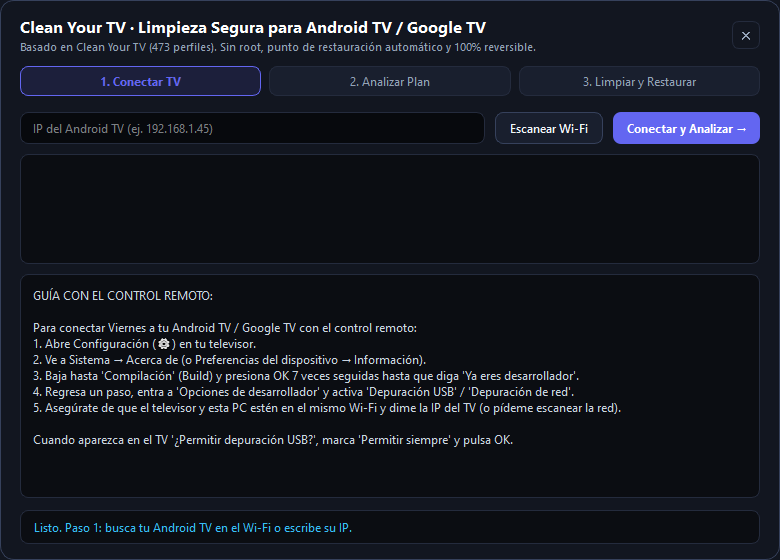 Clean Your TV · Limpieza Segura para Android TV / Google TV
Basado en Clean Your TV (473 perfiles). Sin root, punto de restauración automático y 100% reversible.
×
1. Conectar TV
2. Analizar Plan
3. Limpiar y Restaurar
IP del Android TV (ej. 192.168.1.45)
Escanear Wi-Fi
Conectar y Analizar →
GUÍA CON EL CONTROL REMOTO:
Para conectar Viernes a tu Android TV / Google TV con el control remoto:
1. Abre Configuración (⚙) en tu televisor.
2. Ve a Sistema → Acerca de (o Preferencias del dispositivo → Información).
3. Baja hasta 'Compilación' (Build) y presiona OK 7 veces seguidas hasta que diga 'Ya eres desarrollador'.
4. Regresa un paso, entra a 'Opciones de desarrollador' y activa 'Depuración USB' / 'Depuración de red'.
5. Asegúrate de que el televisor y esta PC estén en el mismo Wi-Fi y dime la IP del TV (o pídeme escanear la red).
Cuando aparezca en el TV '¿Permitir depuración USB?', marca 'Permitir siempre' y pulsa OK.
Listo. Paso 1: busca tu Android TV en el Wi-Fi o escribe su IP.